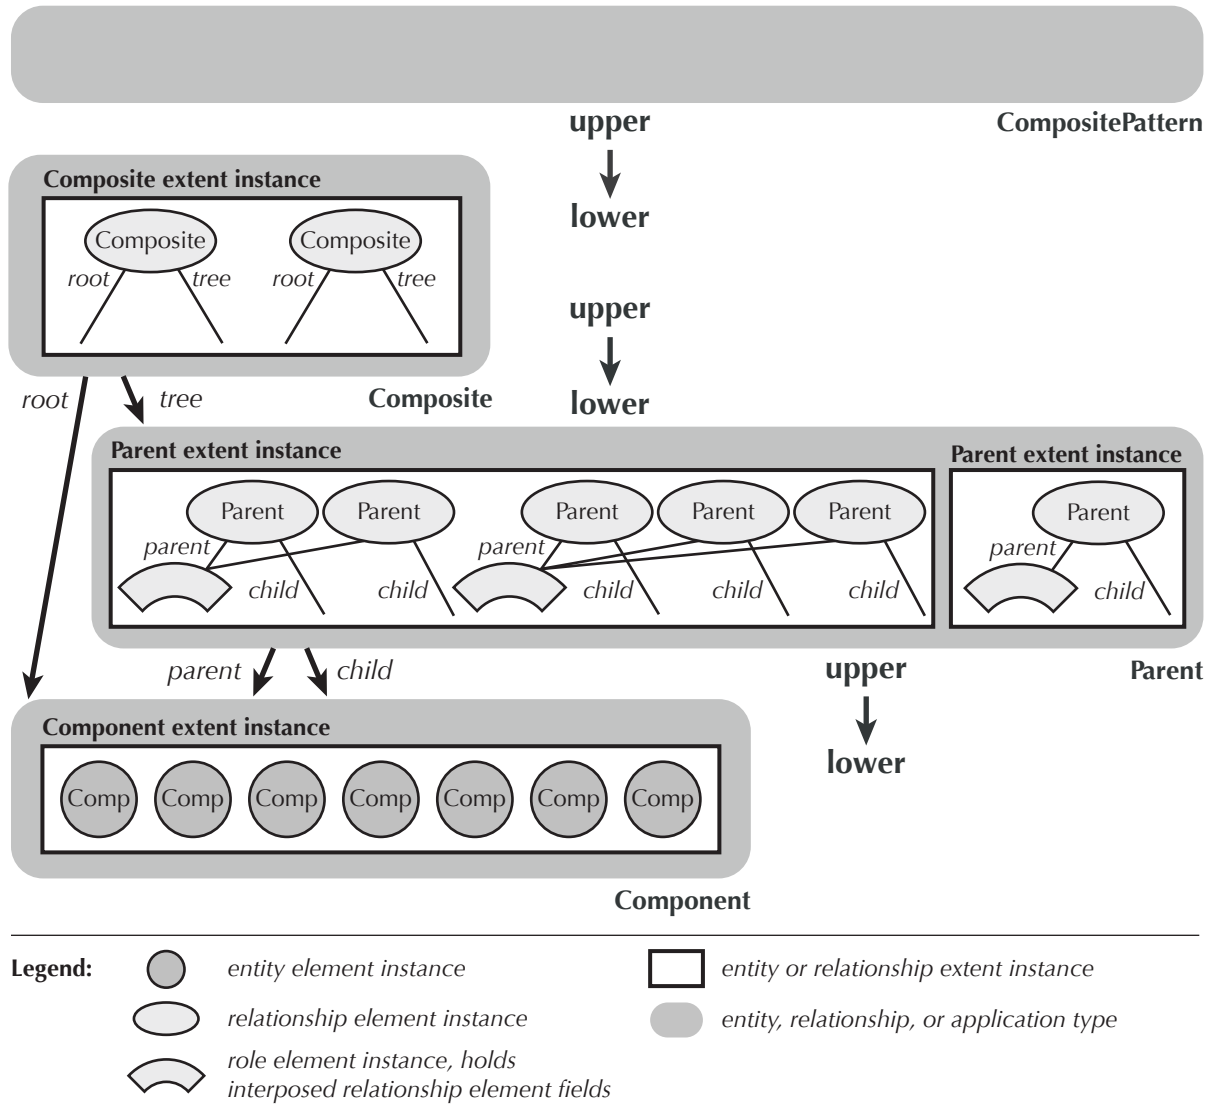 upper
CompositePattern
lower
Composite extent instance
Composite Composite
root tree root tree
upper
lower
root tree Composite
Parent extent instance Parent extent instance
Parent Parent Parent Parent Parent Parent
parent parent parent
child child child child child child
parent child upper Parent
lower
Component extent instance
Comp Comp Comp Comp Comp Comp Comp
Component
Legend: entity element instance entity or relationship extent instance
relationship element instance entity, relationship, or application type
role element instance, holds
interposed relationship element fields